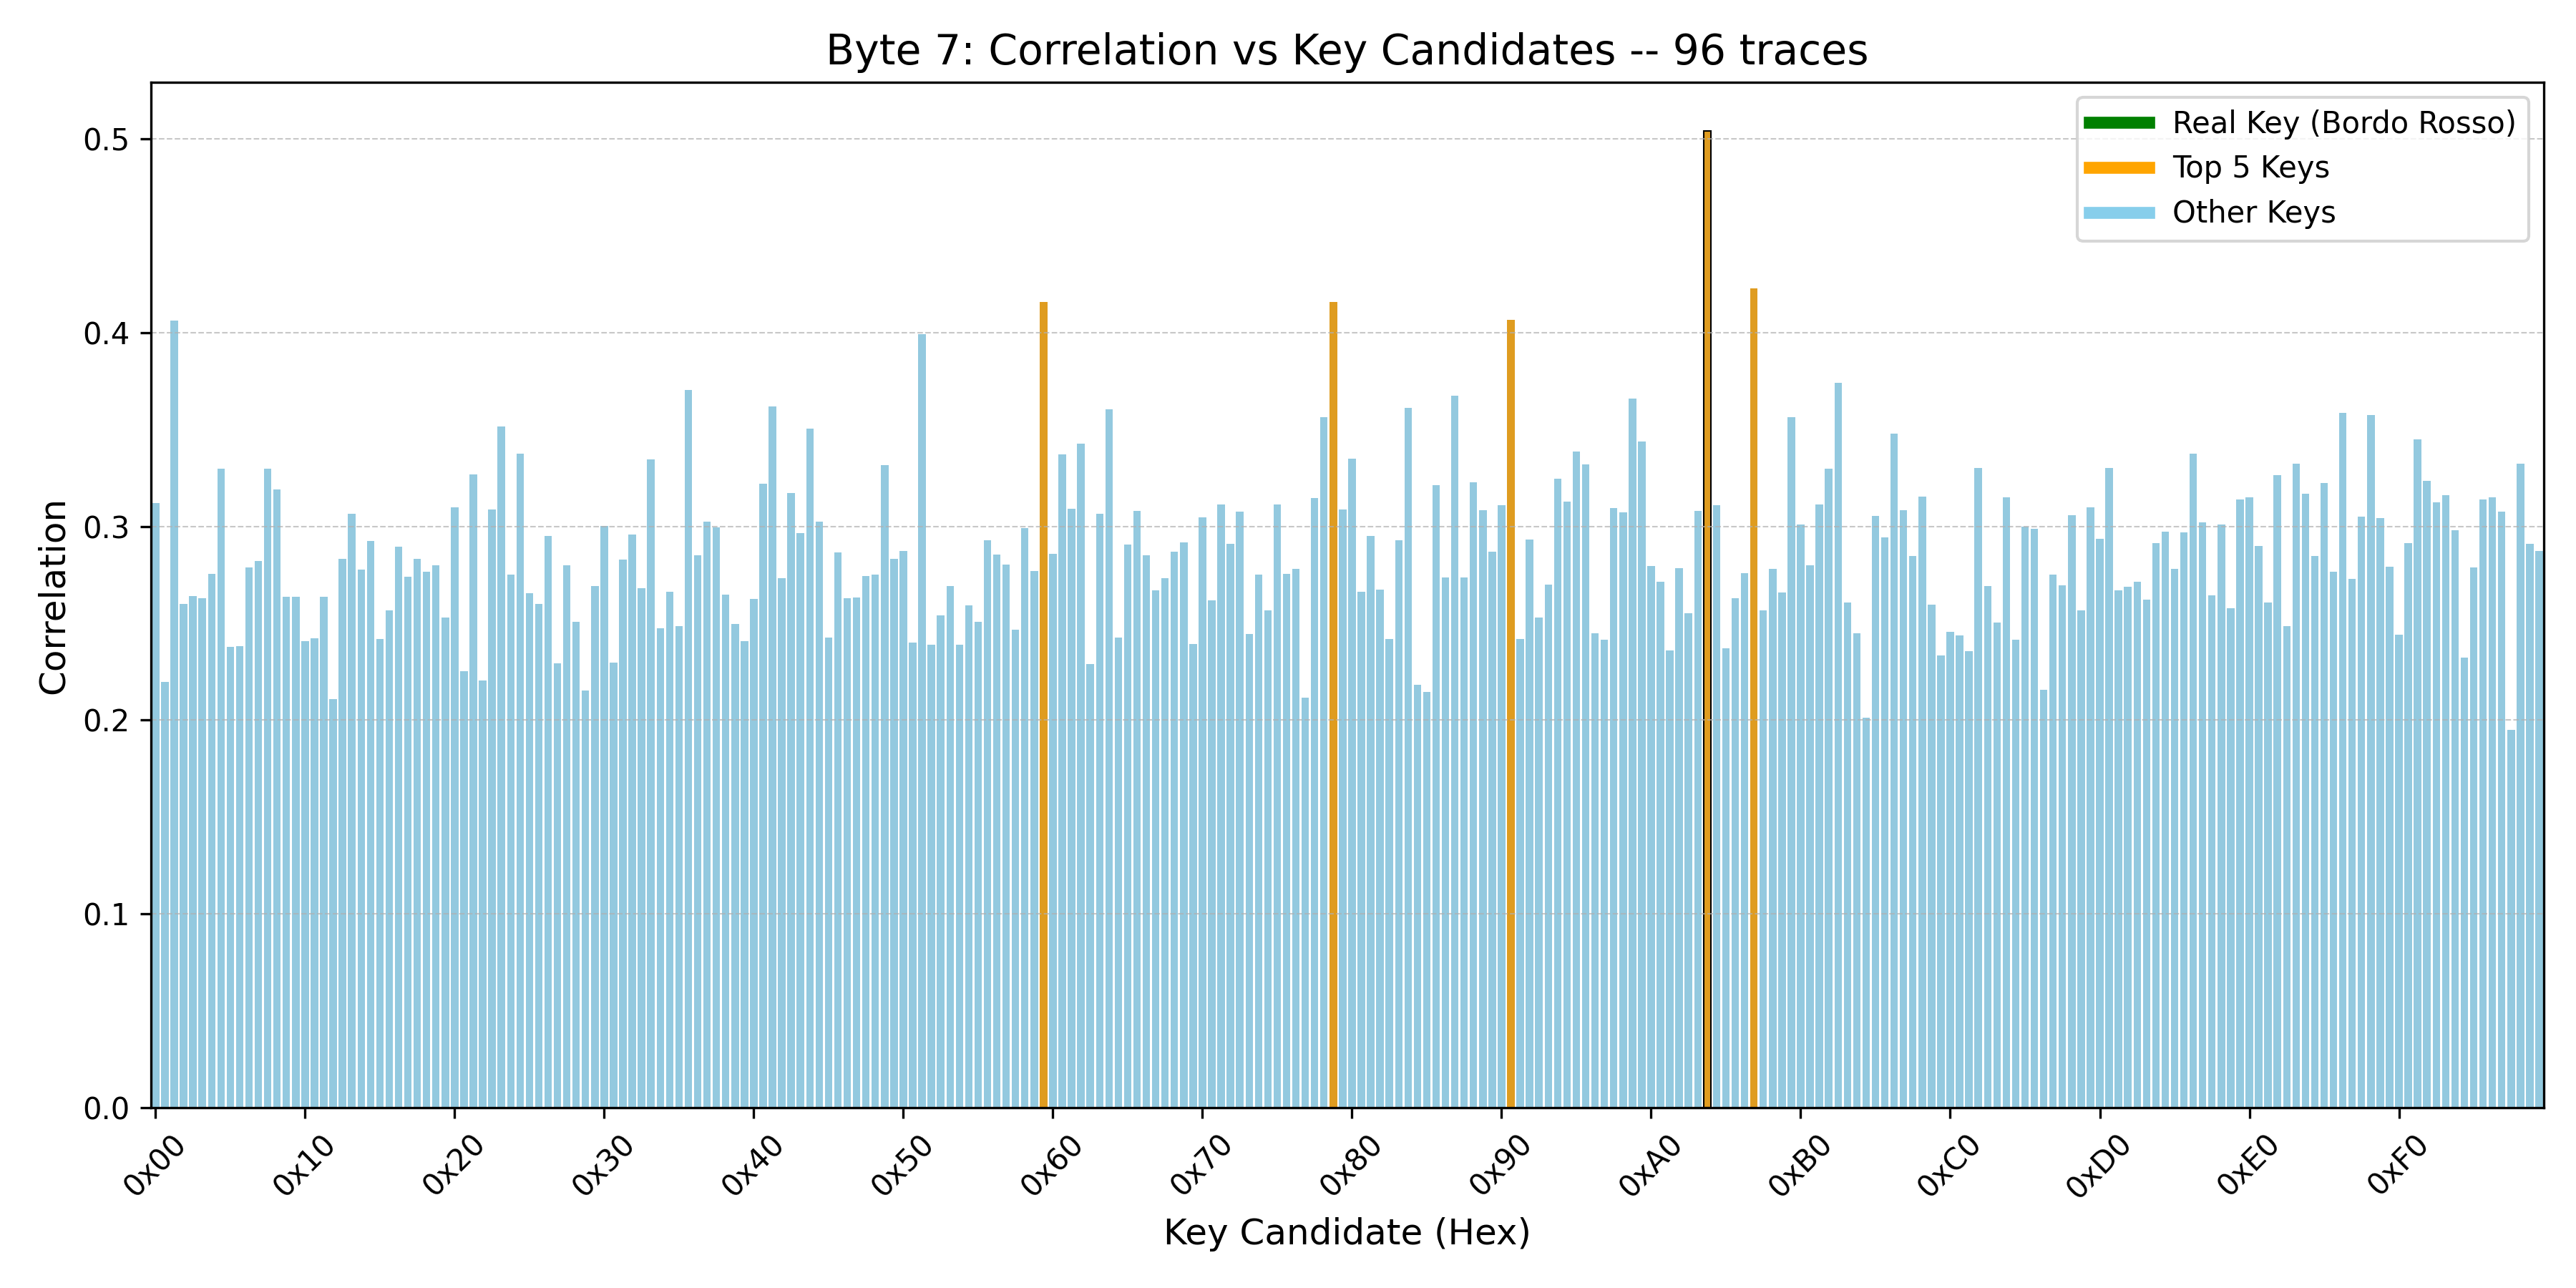 Byte 7: Correlation vs Key Candidates -- 96 traces
Real Key (Bordo Rosso)
Top 5 Keys
Other Keys
Correlation
0.5
0.4
0.3
0.2
0.1
0.0
0x00 0x10 0x20 0x30 0x40 0x50 0x60 0x70 0x80 0x90 0xA0 0xB0 0xC0 0xD0 0xE0 0xF0
Key Candidate (Hex)